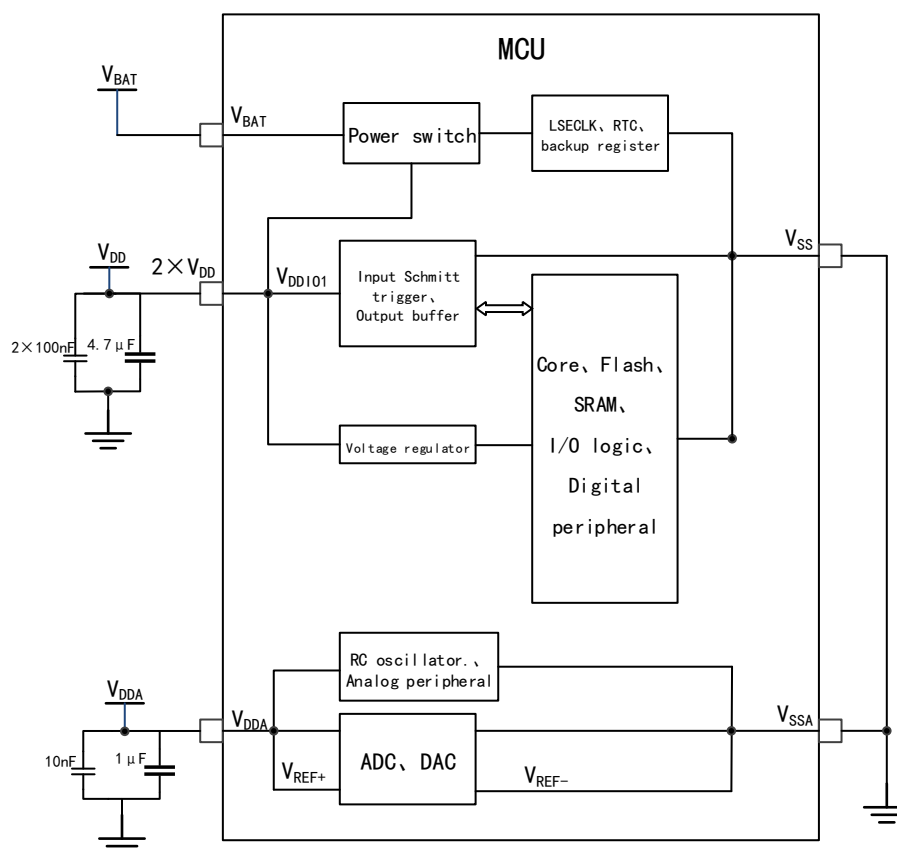 MCU
VBAT
VBAT
Power switch
LSECLK、RTC、
backup register
VDD
2×VDD
VDDIO1
Input Schmitt
trigger、
Output buffer
VSS
2×100nF
4.7μF
Core、Flash、
SRAM、
I/O logic、
Digital
peripheral
Voltage regulator
RC oscillator.、
Analog peripheral
VDDA
VDDA
VSSA
10nF
1μF
ADC、DAC
VREF+
VREF-